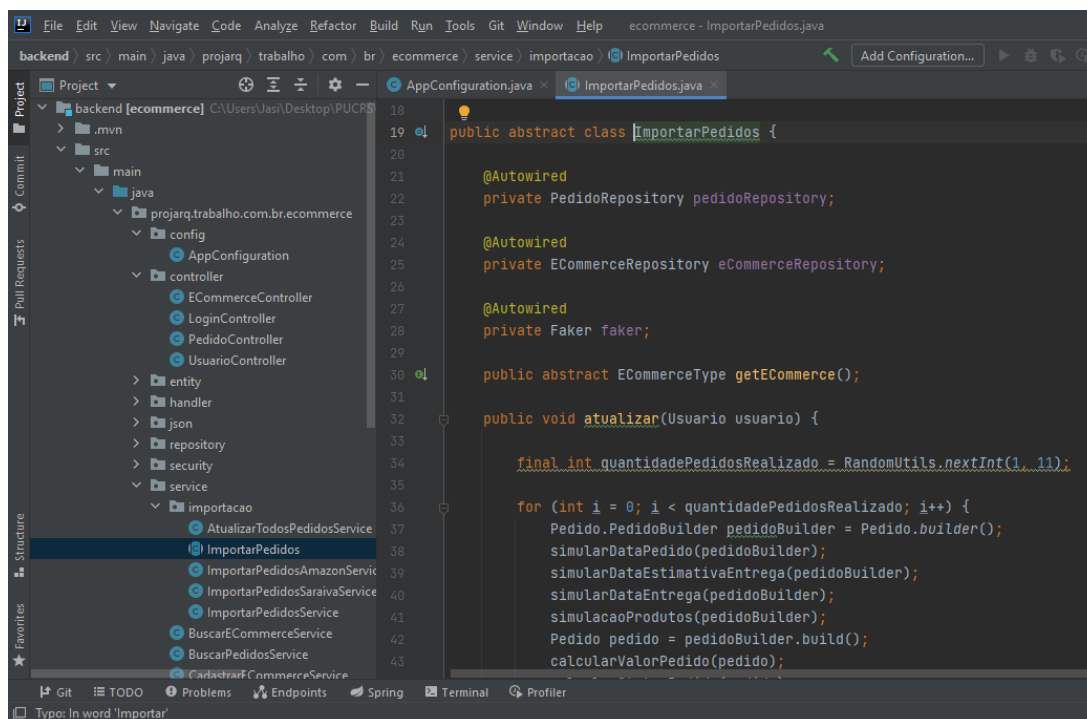 File Edit View Navigate Code Analyze Refactor Build Run Tools Git Window Help ecommerce - ImportarPedidos.java
backend src main java projarq trabalho com br ecommerce service importacao ImportarPedidos Add Configuration...
Project AppConfiguration.java ImportarPedidos.java
Project
Commit
Pull Requests
Structure
Favorites
backend [ecommerce] C:\Users\Jasi\Desktop\PUCRS
.mvn
src
main
java
projarq.trabalho.com.br.ecommerce
config
AppConfiguration
controller
ECommerceController
LoginController
PedidoController
UsuarioController
entity
handler
json
repository
security
service
importacao
AtualizarTodosPedidosService
ImportarPedidos
ImportarPedidosAmazonServic
ImportarPedidosSaraivaService
ImportarPedidosService
BuscarECommerceService
BuscarPedidosService
CadastrarECommerceService
18
19 public abstract class ImportarPedidos {
20
21 @Autowired
22 private PedidoRepository pedidoRepository;
23
24 @Autowired
25 private ECommerceRepository eCommerceRepository;
26
27 @Autowired
28 private Faker faker;
29
30 public abstract ECommerceType getECommerce();
31
32 public void atualizar(Usuario usuario) {
33
34 final int quantidadePedidosRealizado = RandomUtils.nextInt(1, 11);
35
36 for (int i = 0; i < quantidadePedidosRealizado; i++) {
37 Pedido.PedidoBuilder pedidoBuilder = Pedido.builder();
38 simularDataPedido(pedidoBuilder);
39 simularDataEstimativaEntrega(pedidoBuilder);
40 simularDataEntrega(pedidoBuilder);
41 simulacaoProdutos(pedidoBuilder);
42 Pedido pedido = pedidoBuilder.build();
43 calcularValorPedido(pedido);
Git TODO Problems Endpoints Spring Terminal Profiler
Typo: In word 'Importar'